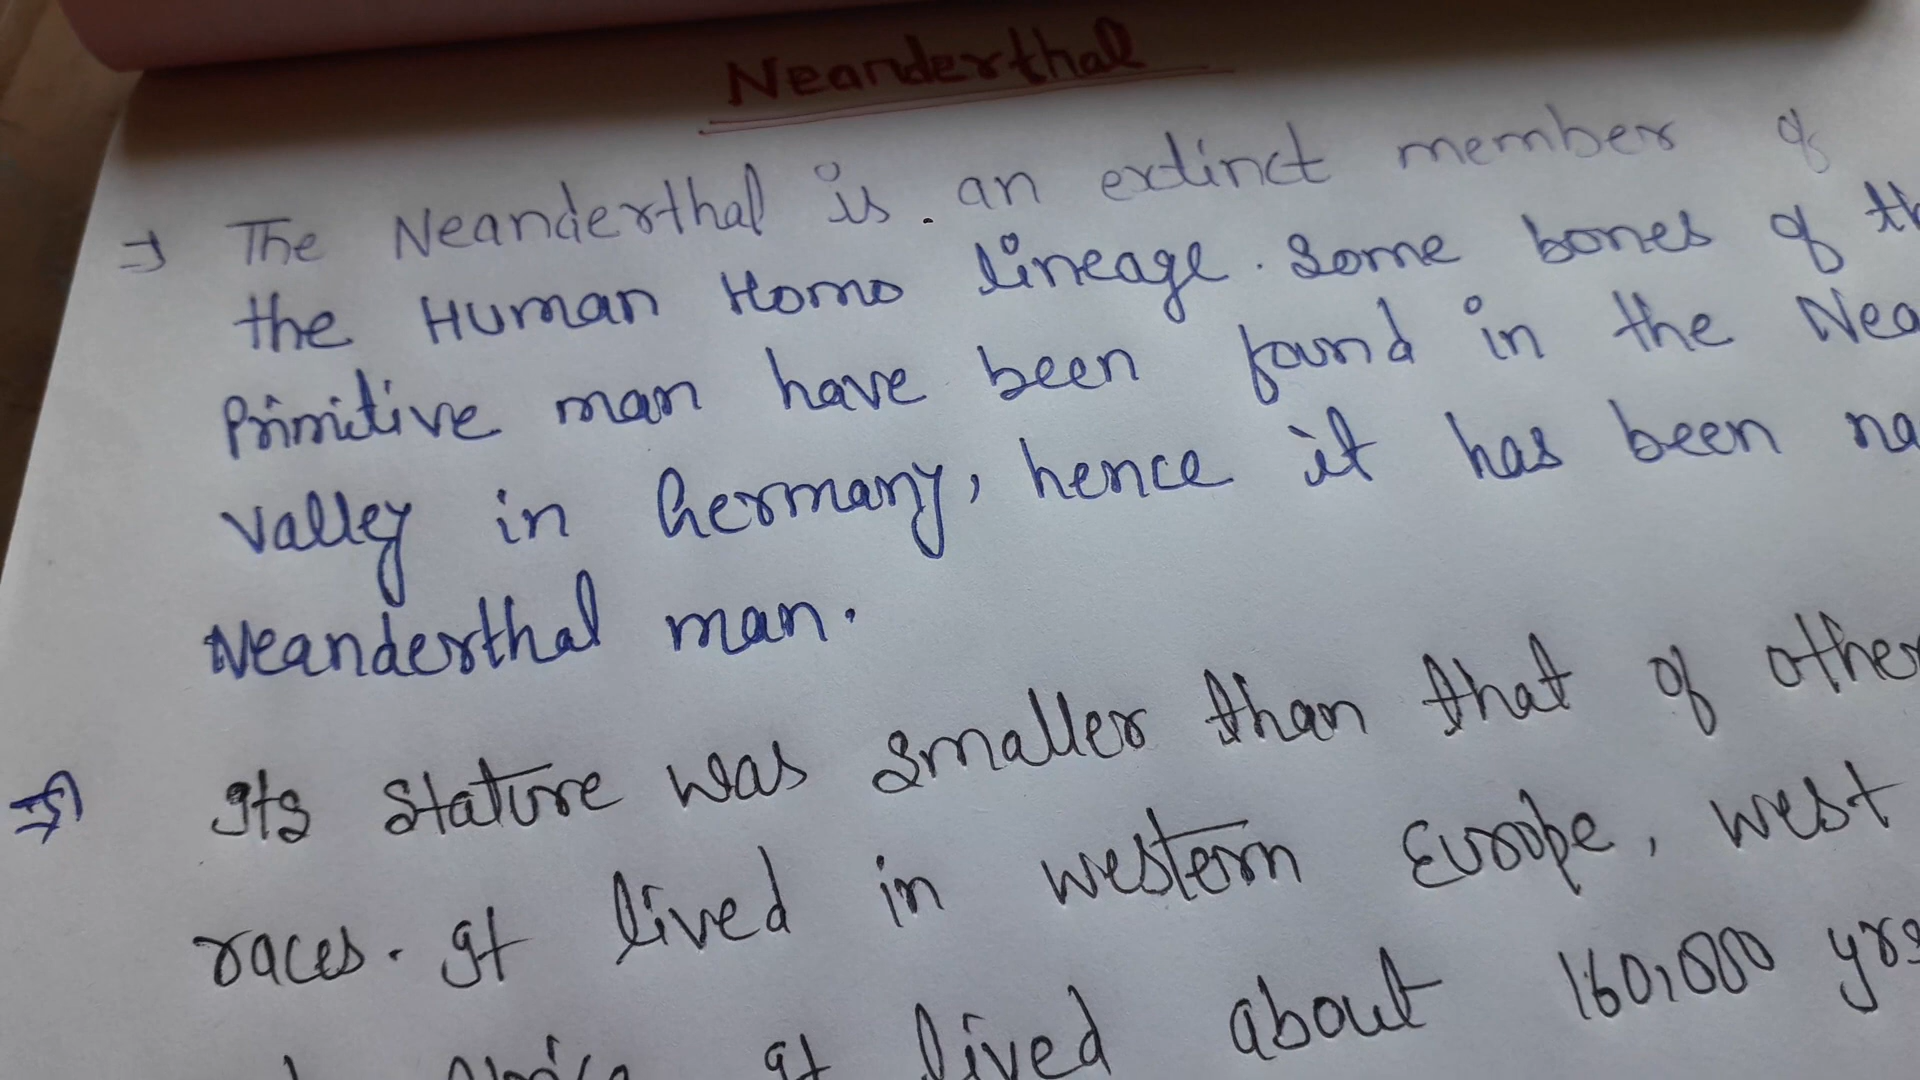 Neanderthal
⇒ The Neanderthal is an extinct member of
the Human Homo lineage. Some bones of th
Primitive man have been found in the Nea
valley in Germany, hence it has been na
Neanderthal man.
⇒ Its stature was smaller than that of other
races. It lived in western Europe, west
It lived about 160,000 yrs